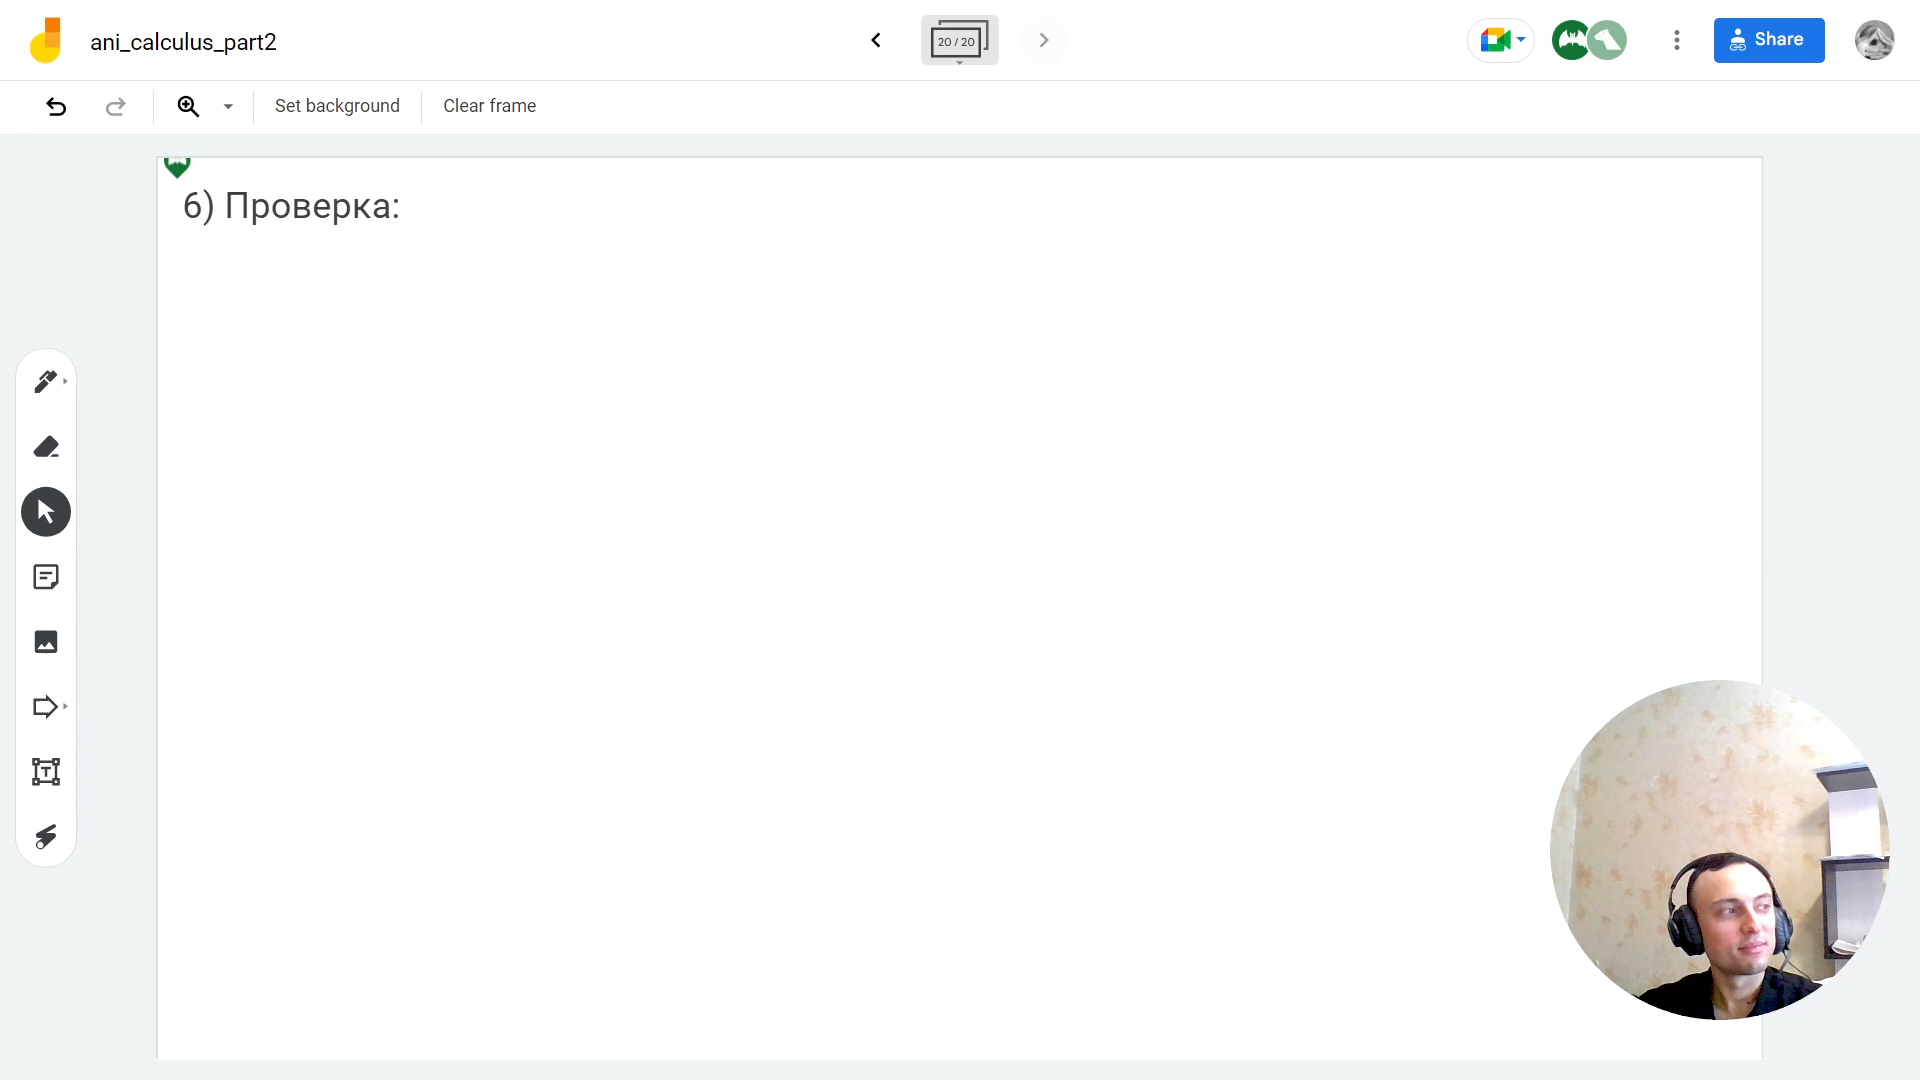 ani_calculus_part2
20 / 20
Share
Set background
Clear frame
6) Проверка: